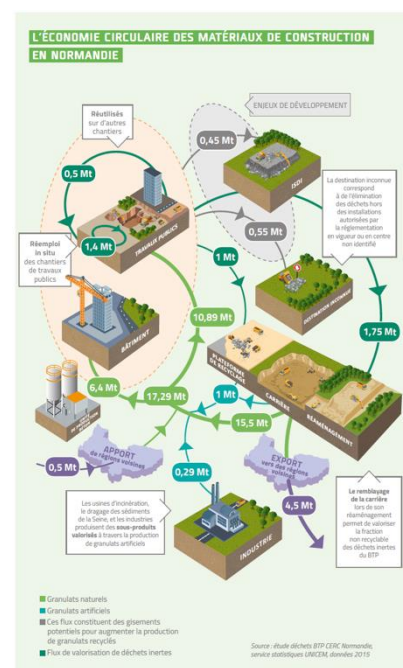 L'ÉCONOMIE CIRCULAIRE DES MATÉRIAUX DE CONSTRUCTION
EN NORMANDIE
ENJEUX DE DÉVELOPPEMENT
Réutilisés
sur d'autres
chantiers
0,45 Mt
ISDI
0,5 Mt
La destination inconnue
correspond
à de l'élimination
des déchets hors
des installations
autorisées par
la réglementation
en vigueur ou en centre
non identifié
1,4 Mt
TRAVAUX PUBLICS
0,55 Mt
Réemploi
in situ
des chantiers
de travaux
publics
1 Mt
DESTINATION INCONNUE
10,89 Mt
1,75 Mt
BÂTIMENT
PLATEFORME
DE RECYCLAGE
CARRIÈRE
RÉAMÉNAGEMENT
6,4 Mt
17,29 Mt
1 Mt
15,5 Mt
APPORT
de régions voisines
EXPORT
vers des régions
voisines
0,5 Mt
0,29 Mt
4,5 Mt
Les usines d'incinération,
le dragage des sédiments
de la Seine, et les industries
produisent des sous-produits
valorisés à travers la production
de granulats artificiels
INDUSTRIE
Le remblayage
de la carrière
lors de son
réaménagement
permet de valoriser
la fraction
non recyclable
des déchets inertes
du BTP
Granulats naturels
Granulats artificiels
Ces flux constituent des gisements
potentiels pour augmenter la production
de granulats recyclés
Flux de valorisation de déchets inertes
Source : étude déchets BTP CERC Normandie,
service statistiques UNICEM, données 2015